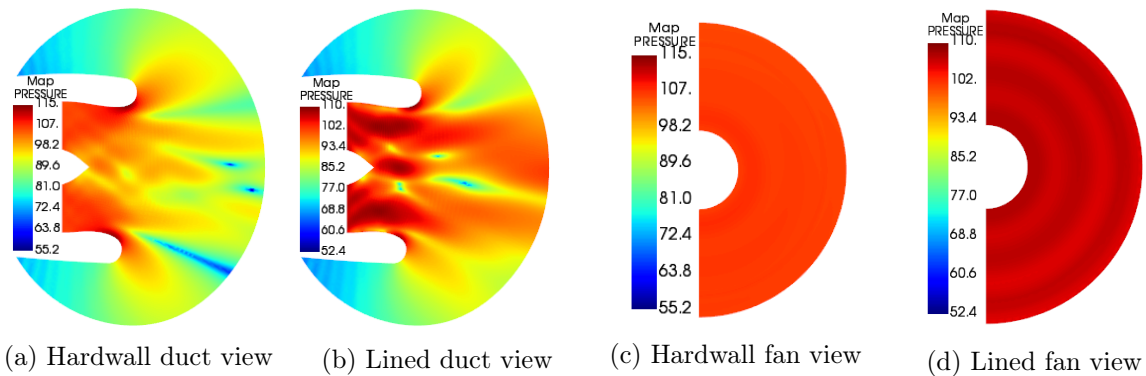 Map
PRESSURE
115.
107.
98.2
89.6
81.0
72.4
63.8
55.2
Map
PRESSURE
110.
102.
93.4
85.2
77.0
68.8
60.6
52.4
Map
PRESSURE
115.
107.
98.2
89.6
81.0
72.4
63.8
55.2
Map
PRESSURE
110.
102.
93.4
85.2
77.0
68.8
60.6
52.4
(a) Hardwall duct view
(b) Lined duct view
(c) Hardwall fan view
(d) Lined fan view